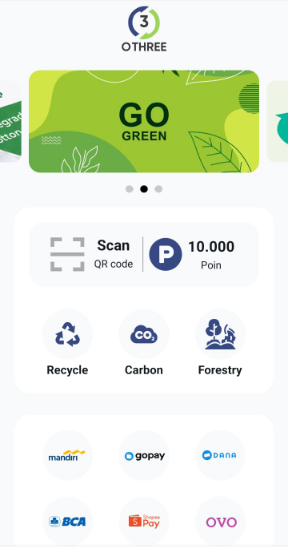 3
OTHREE
GO
GREEN
Scan
QR code
P
10.000
Poin
CO2
Recycle
Carbon
Forestry
mandiri
gopay
DANA
BCA
Shopee
Pay
OVO